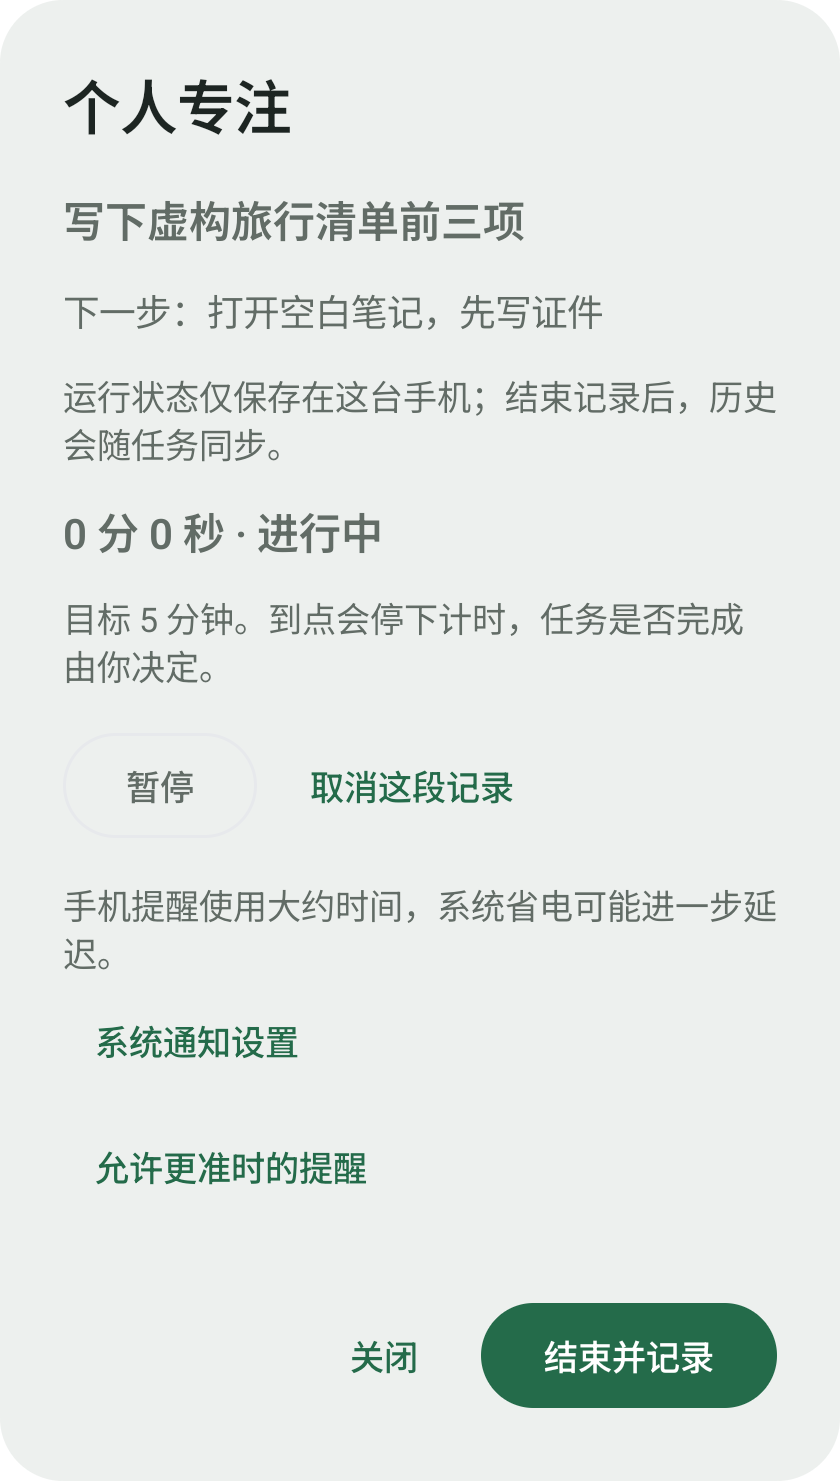 个人专注
写下虚构旅行清单前三项
下一步：打开空白笔记，先写证件
运行状态仅保存在这台手机；结束记录后，历史
会随任务同步。
0 分 0 秒 · 进行中
目标 5 分钟。到点会停下计时，任务是否完成
由你决定。
暂停
取消这段记录
手机提醒使用大约时间，系统省电可能进一步延
迟。
系统通知设置
允许更准时的提醒
关闭
结束并记录